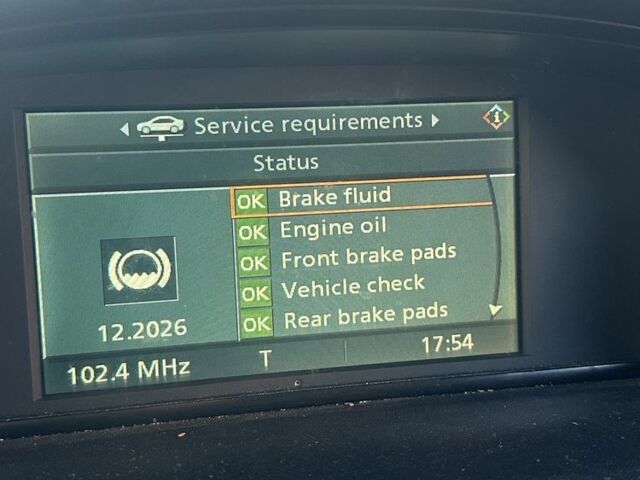 Service requirements
Status
OK Brake fluid
OK Engine oil
OK Front brake pads
OK Vehicle check
OK Rear brake pads
12.2026
102.4 MHz T 17:54